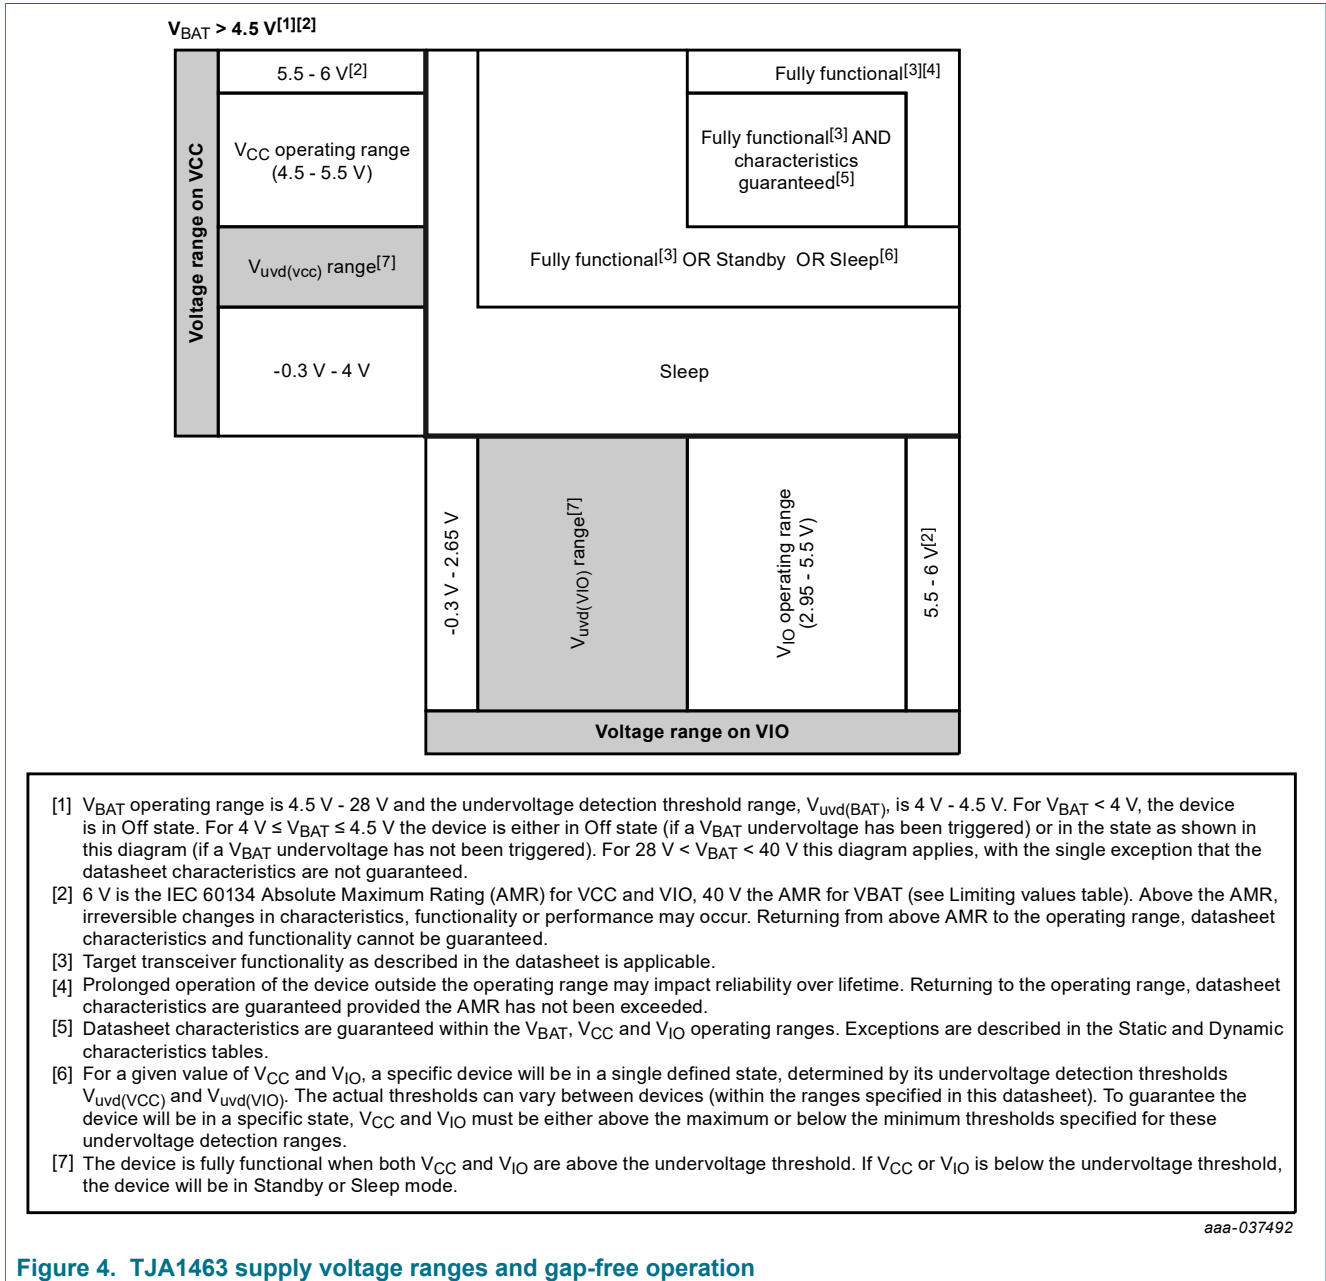 VBAT > 4.5 V[1][2]
Voltage range on VCC
5.5 - 6 V[2]
VCC operating range
(4.5 - 5.5 V)
Vuvd(vcc) range[7]
-0.3 V - 4 V
Fully functional[3][4]
Fully functional[3] AND
characteristics
guaranteed[5]
Fully functional[3] OR Standby OR Sleep[6]
Sleep
-0.3 V - 2.65 V
Vuvd(VIO) range[7]
VIO operating range
(2.95 - 5.5 V)
5.5 - 6 V[2]
Voltage range on VIO
[1] VBAT operating range is 4.5 V - 28 V and the undervoltage detection threshold range, Vuvd(BAT), is 4 V - 4.5 V. For VBAT < 4 V, the device
is in Off state. For 4 V ≤ VBAT ≤ 4.5 V the device is either in Off state (if a VBAT undervoltage has been triggered) or in the state as shown in
this diagram (if a VBAT undervoltage has not been triggered). For 28 V < VBAT < 40 V this diagram applies, with the single exception that the
datasheet characteristics are not guaranteed.
[2] 6 V is the IEC 60134 Absolute Maximum Rating (AMR) for VCC and VIO, 40 V the AMR for VBAT (see Limiting values table). Above the AMR,
irreversible changes in characteristics, functionality or performance may occur. Returning from above AMR to the operating range, datasheet
characteristics and functionality cannot be guaranteed.
[3] Target transceiver functionality as described in the datasheet is applicable.
[4] Prolonged operation of the device outside the operating range may impact reliability over lifetime. Returning to the operating range, datasheet
characteristics are guaranteed provided the AMR has not been exceeded.
[5] Datasheet characteristics are guaranteed within the VBAT, VCC and VIO operating ranges. Exceptions are described in the Static and Dynamic
characteristics tables.
[6] For a given value of VCC and VIO, a specific device will be in a single defined state, determined by its undervoltage detection thresholds
Vuvd(VCC) and Vuvd(VIO). The actual thresholds can vary between devices (within the ranges specified in this datasheet). To guarantee the
device will be in a specific state, VCC and VIO must be either above the maximum or below the minimum thresholds specified for these
undervoltage detection ranges.
[7] The device is fully functional when both VCC and VIO are above the undervoltage threshold. If VCC or VIO is below the undervoltage threshold,
the device will be in Standby or Sleep mode.
aaa-037492
Figure 4. TJA1463 supply voltage ranges and gap-free operation